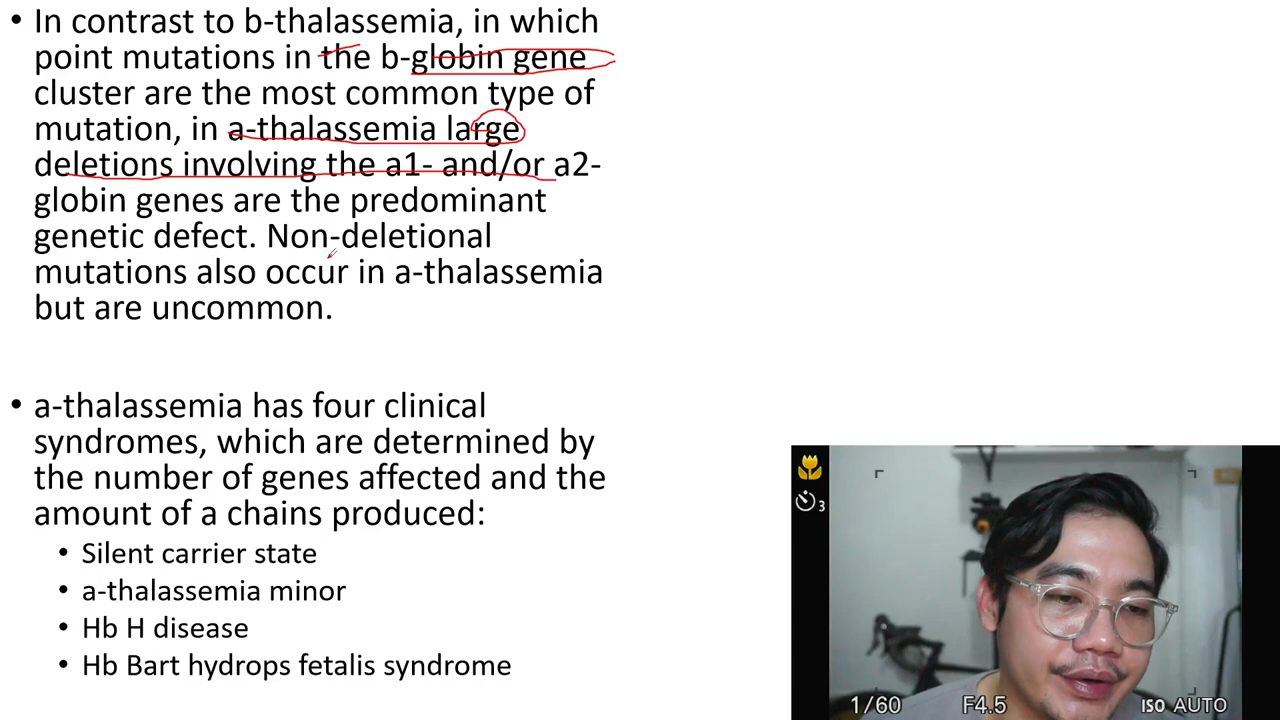 • In contrast to b-thalassemia, in which
point mutations in the b-globin gene
cluster are the most common type of
mutation, in a-thalassemia large
deletions involving the a1- and/or a2-
globin genes are the predominant
genetic defect. Non-deletional
mutations also occur in a-thalassemia
but are uncommon.
• a-thalassemia has four clinical
syndromes, which are determined by
the number of genes affected and the
amount of a chains produced:
• Silent carrier state
• a-thalassemia minor
• Hb H disease
• Hb Bart hydrops fetalis syndrome
3
1/60 F4.5 ISO AUTO